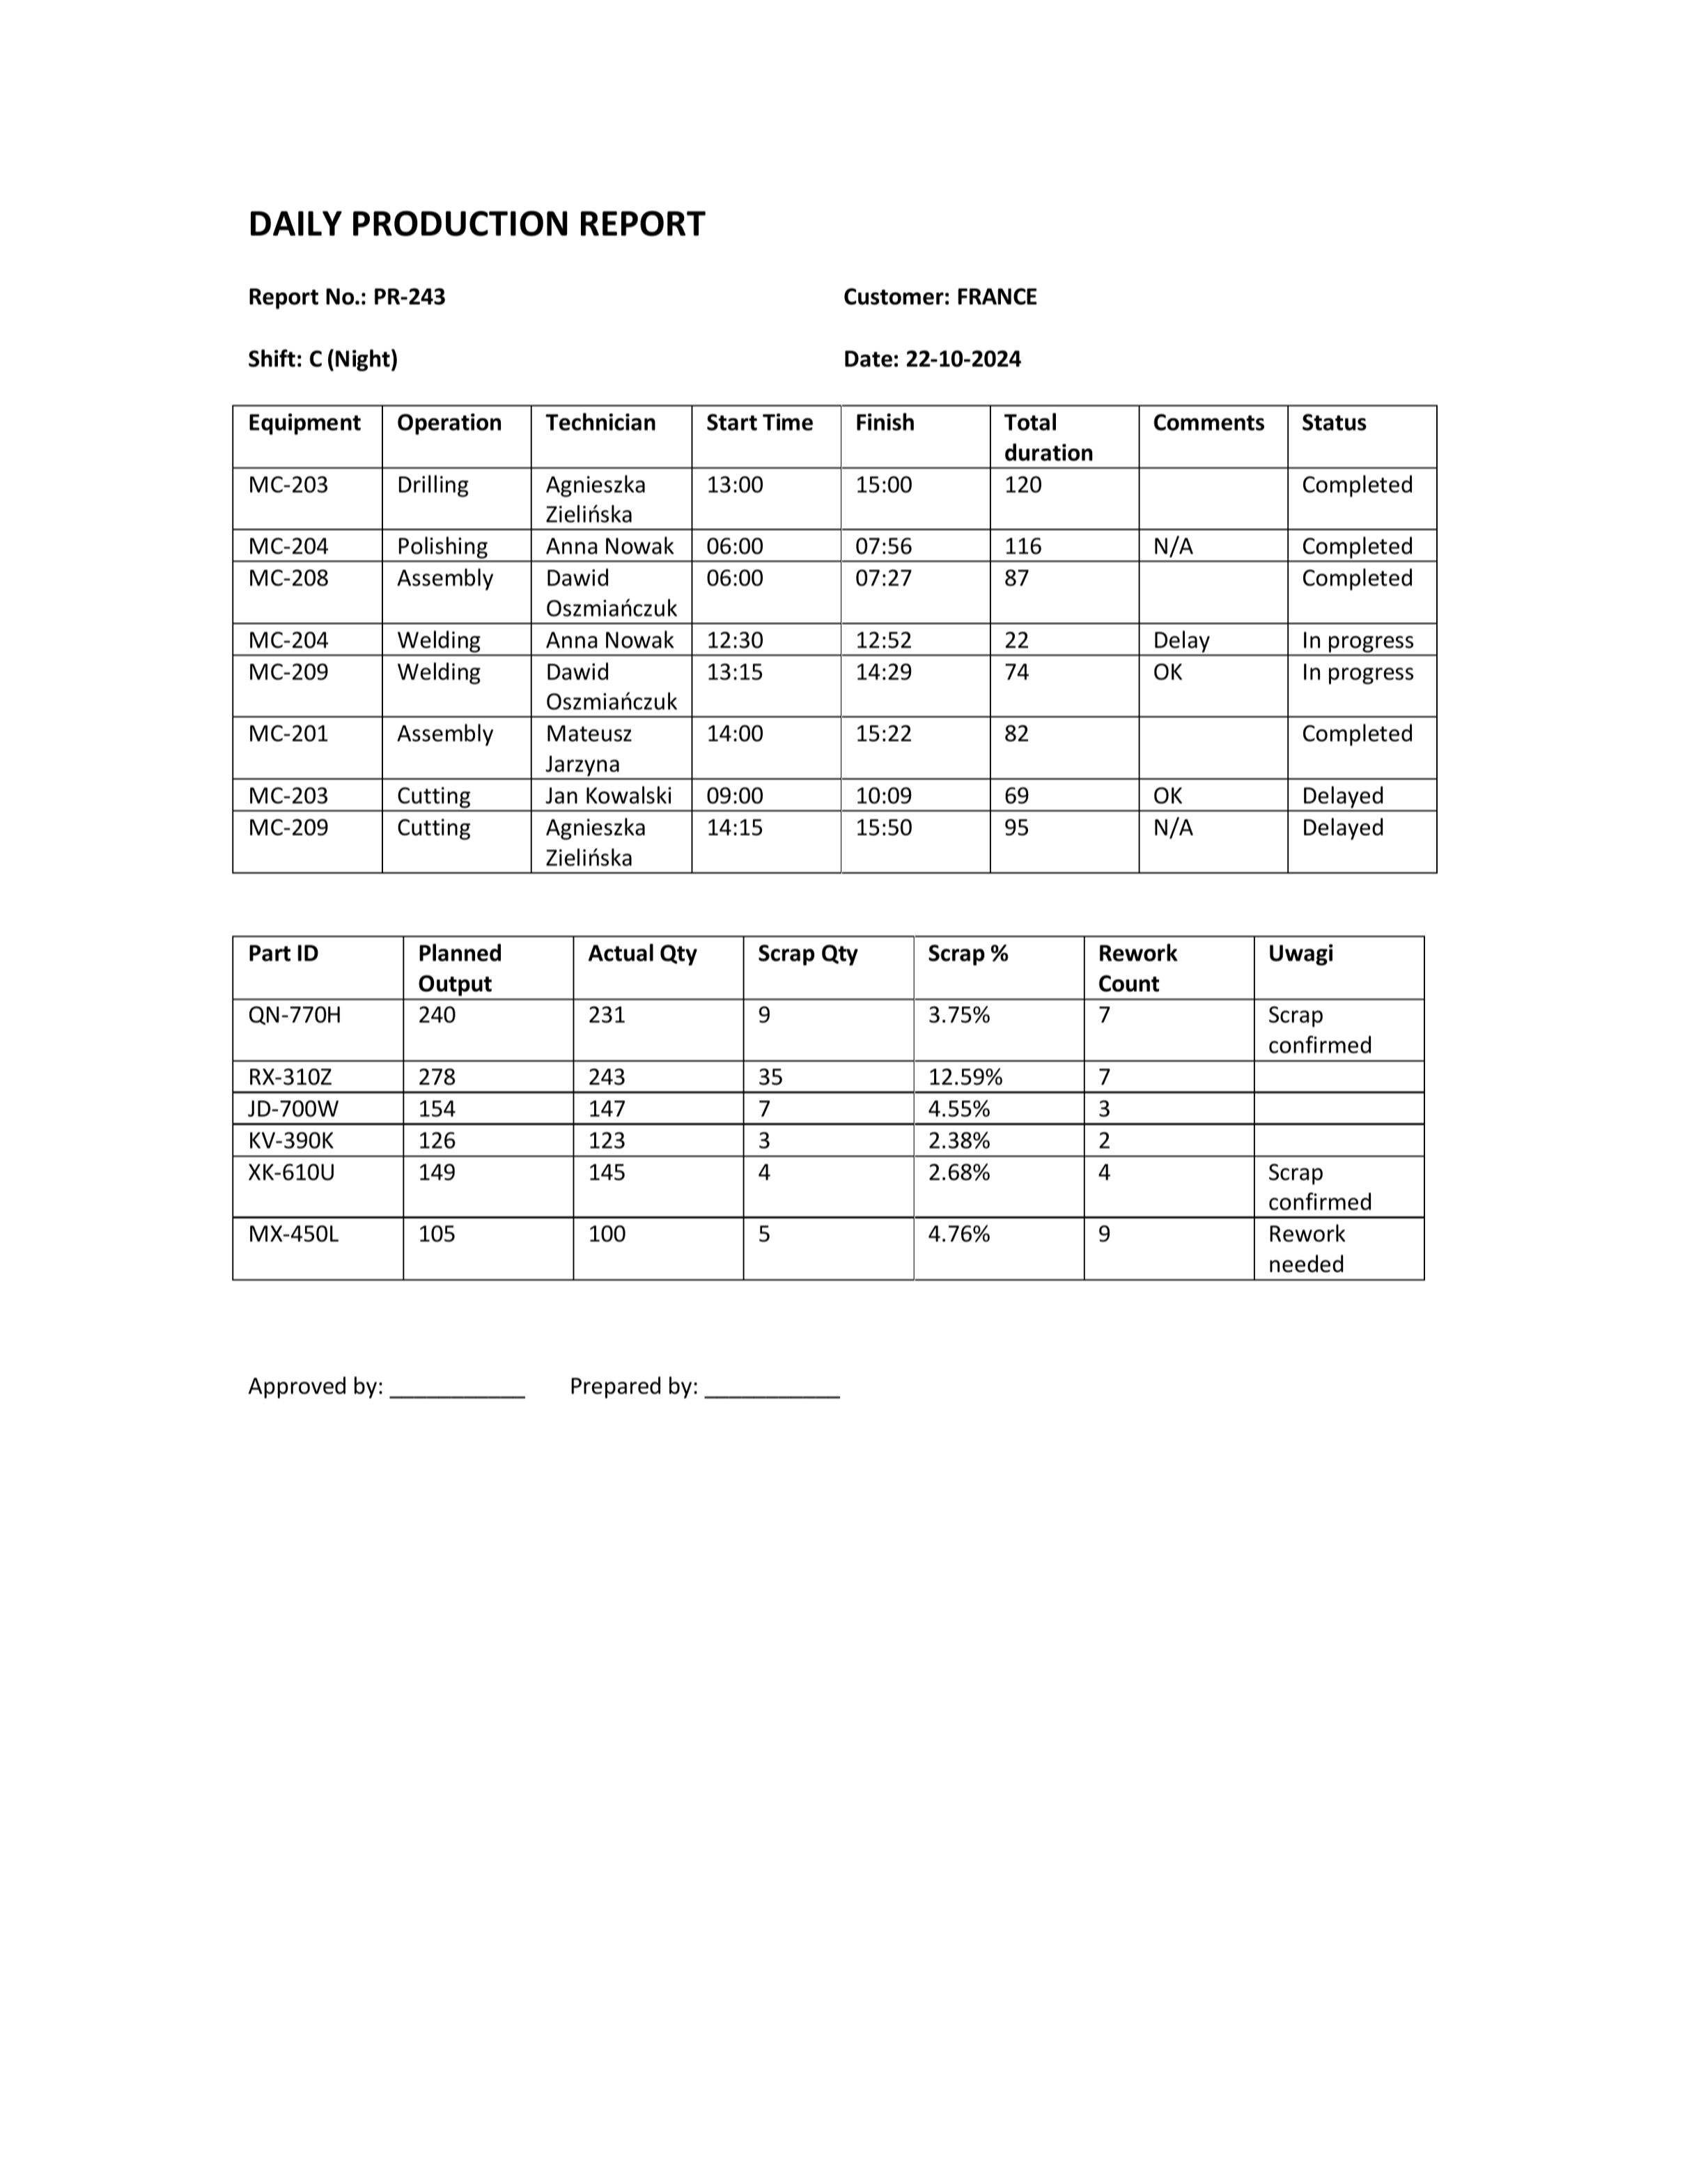 DAILY PRODUCTION REPORT
Report No.: PR-243 Customer: FRANCE
Shift: C (Night) Date: 22-10-2024
Equipment Operation Technician Start Time Finish Total duration Comments Status
MC-203 Drilling Agnieszka Zielińska 13:00 15:00 120 Completed
MC-204 Polishing Anna Nowak 06:00 07:56 116 N/A Completed
MC-208 Assembly Dawid Oszmiańczuk 06:00 07:27 87 Completed
MC-204 Welding Anna Nowak 12:30 12:52 22 Delay In progress
MC-209 Welding Dawid Oszmiańczuk 13:15 14:29 74 OK In progress
MC-201 Assembly Mateusz Jarzyna 14:00 15:22 82 Completed
MC-203 Cutting Jan Kowalski 09:00 10:09 69 OK Delayed
MC-209 Cutting Agnieszka Zielińska 14:15 15:50 95 N/A Delayed
Part ID Planned Output Actual Qty Scrap Qty Scrap % Rework Count Uwagi
QN-770H 240 231 9 3.75% 7 Scrap confirmed
RX-310Z 278 243 35 12.59% 7
JD-700W 154 147 7 4.55% 3
KV-390K 126 123 3 2.38% 2
XK-610U 149 145 4 2.68% 4 Scrap confirmed
MX-450L 105 100 5 4.76% 9 Rework needed
Approved by: ____________ Prepared by: ____________